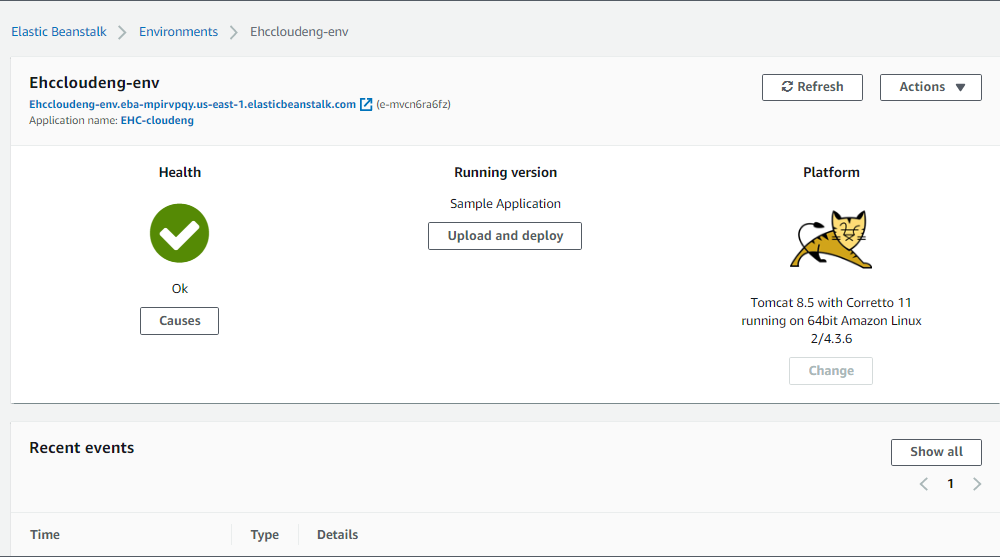 Elastic Beanstalk > Environments > Ehccloudeng-env
Ehccloudeng-env
Refresh
Actions
Ehccloudeng-env.eba-mpirvpqy.us-east-1.elasticbeanstalk.com (e-mvcn6ra6fz)
Application name: EHC-cloudeng
Health
Running version
Platform
Sample Application
Upload and deploy
Ok
Causes
Tomcat 8.5 with Corretto 11
running on 64bit Amazon Linux
2/4.3.6
Change
Recent events
Show all
1
Time
Type
Details